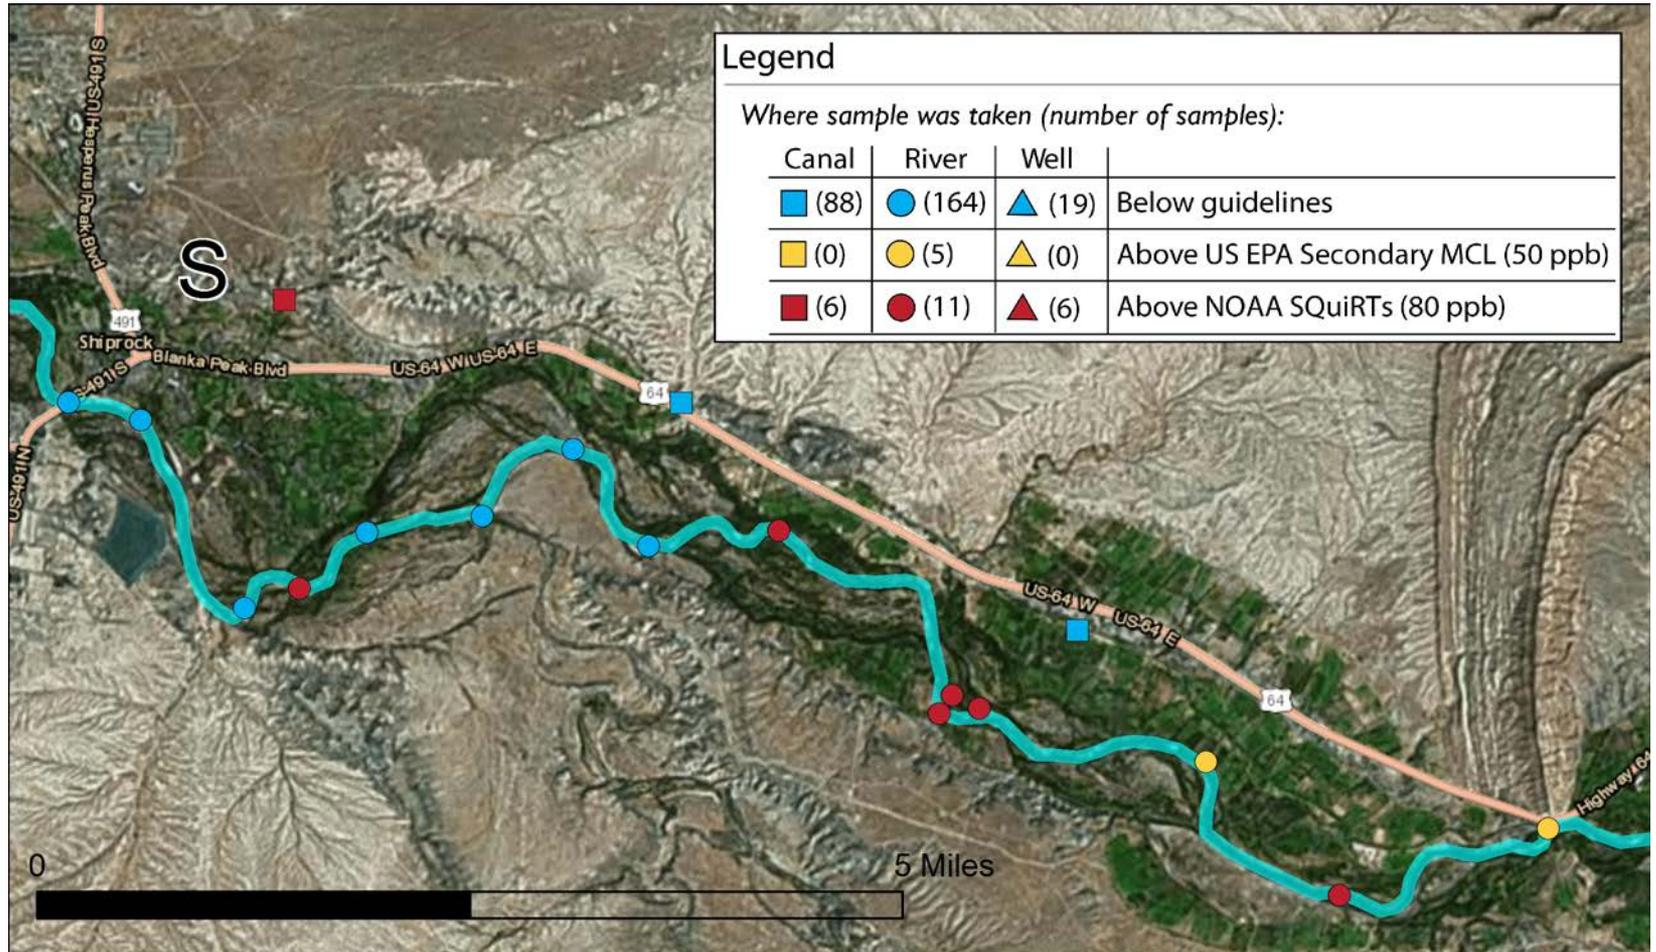 Legend
Where sample was taken (number of samples):
Canal River Well
(88) (164) (19) Below guidelines
(0) (5) (0) Above US EPA Secondary MCL (50 ppb)
(6) (11) (6) Above NOAA SQuiRTs (80 ppb)
US-491 S
Hesperus Peak Blvd
S
491
Shiprock
S-491 S
Blanka Peak Blvd
US-64 W US-64 E
64
US-491 N
US-64 W
US-64 E
64
Highway 64
0
5 Miles